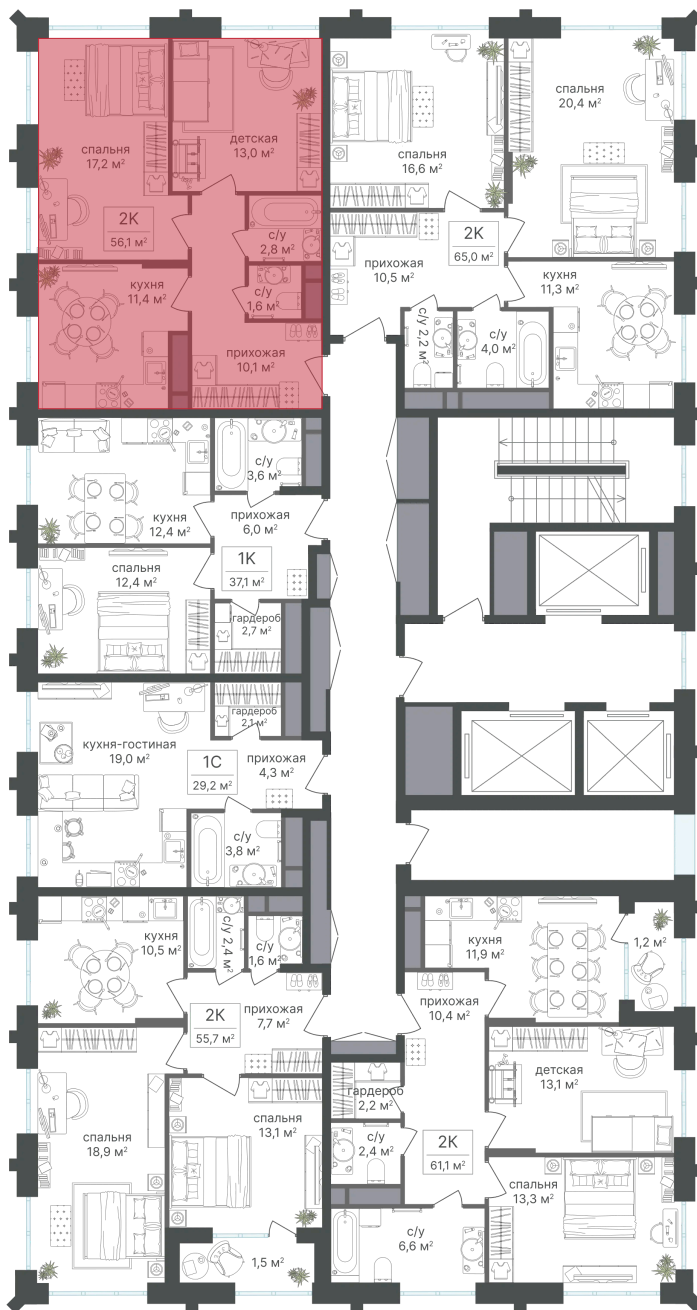 спальня
17,2 м²
детская
13,0 м²
2К
56,1 м²
с/у
2,8 м²
кухня
11,4 м²
с/у
1,6 м²
прихожая
10,1 м²
спальня
16,6 м²
спальня
20,4 м²
2К
65,0 м²
прихожая
10,5 м²
кухня
11,3 м²
с/у 2,2 м²
с/у
4,0 м²
с/у
3,6 м²
кухня
12,4 м²
прихожая
6,0 м²
1К
37,1 м²
спальня
12,4 м²
гардероб
2,7 м²
гардероб
2,1 м²
кухня-гостиная
19,0 м²
1С
29,2 м²
прихожая
4,3 м²
с/у
3,8 м²
кухня
10,5 м²
с/у 2,4 м²
с/у
1,6 м²
2К
55,7 м²
прихожая
7,7 м²
спальня
18,9 м²
спальня
13,1 м²
1,5 м²
кухня
11,9 м²
1,2 м²
прихожая
10,4 м²
детская
13,1 м²
гардероб
2,2 м²
с/у
2,4 м²
2К
61,1 м²
спальня
13,3 м²
с/у
6,6 м²